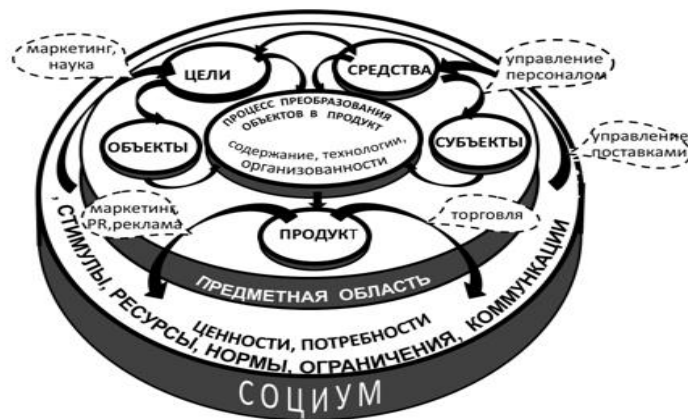 маркетинг,
наука
ЦЕЛИ
СРЕДСТВА
управление
персоналом
ПРОЦЕСС ПРЕОБРАЗОВАНИЯ
ОБЪЕКТОВ В ПРОДУКТ
содержание, технологии,
организованности
ОБЪЕКТЫ
СУБЪЕКТЫ
управление
поставками
маркетинг,
PR,реклама
ПРОДУКТ
торговля
ПРЕДМЕТНАЯ ОБЛАСТЬ
ЦЕННОСТИ, ПОТРЕБНОСТИ
, СТИМУЛЫ, РЕСУРСЫ, НОРМЫ, ОГРАНИЧЕНИЯ, КОММУНКАЦИИ
СОЦИУМ